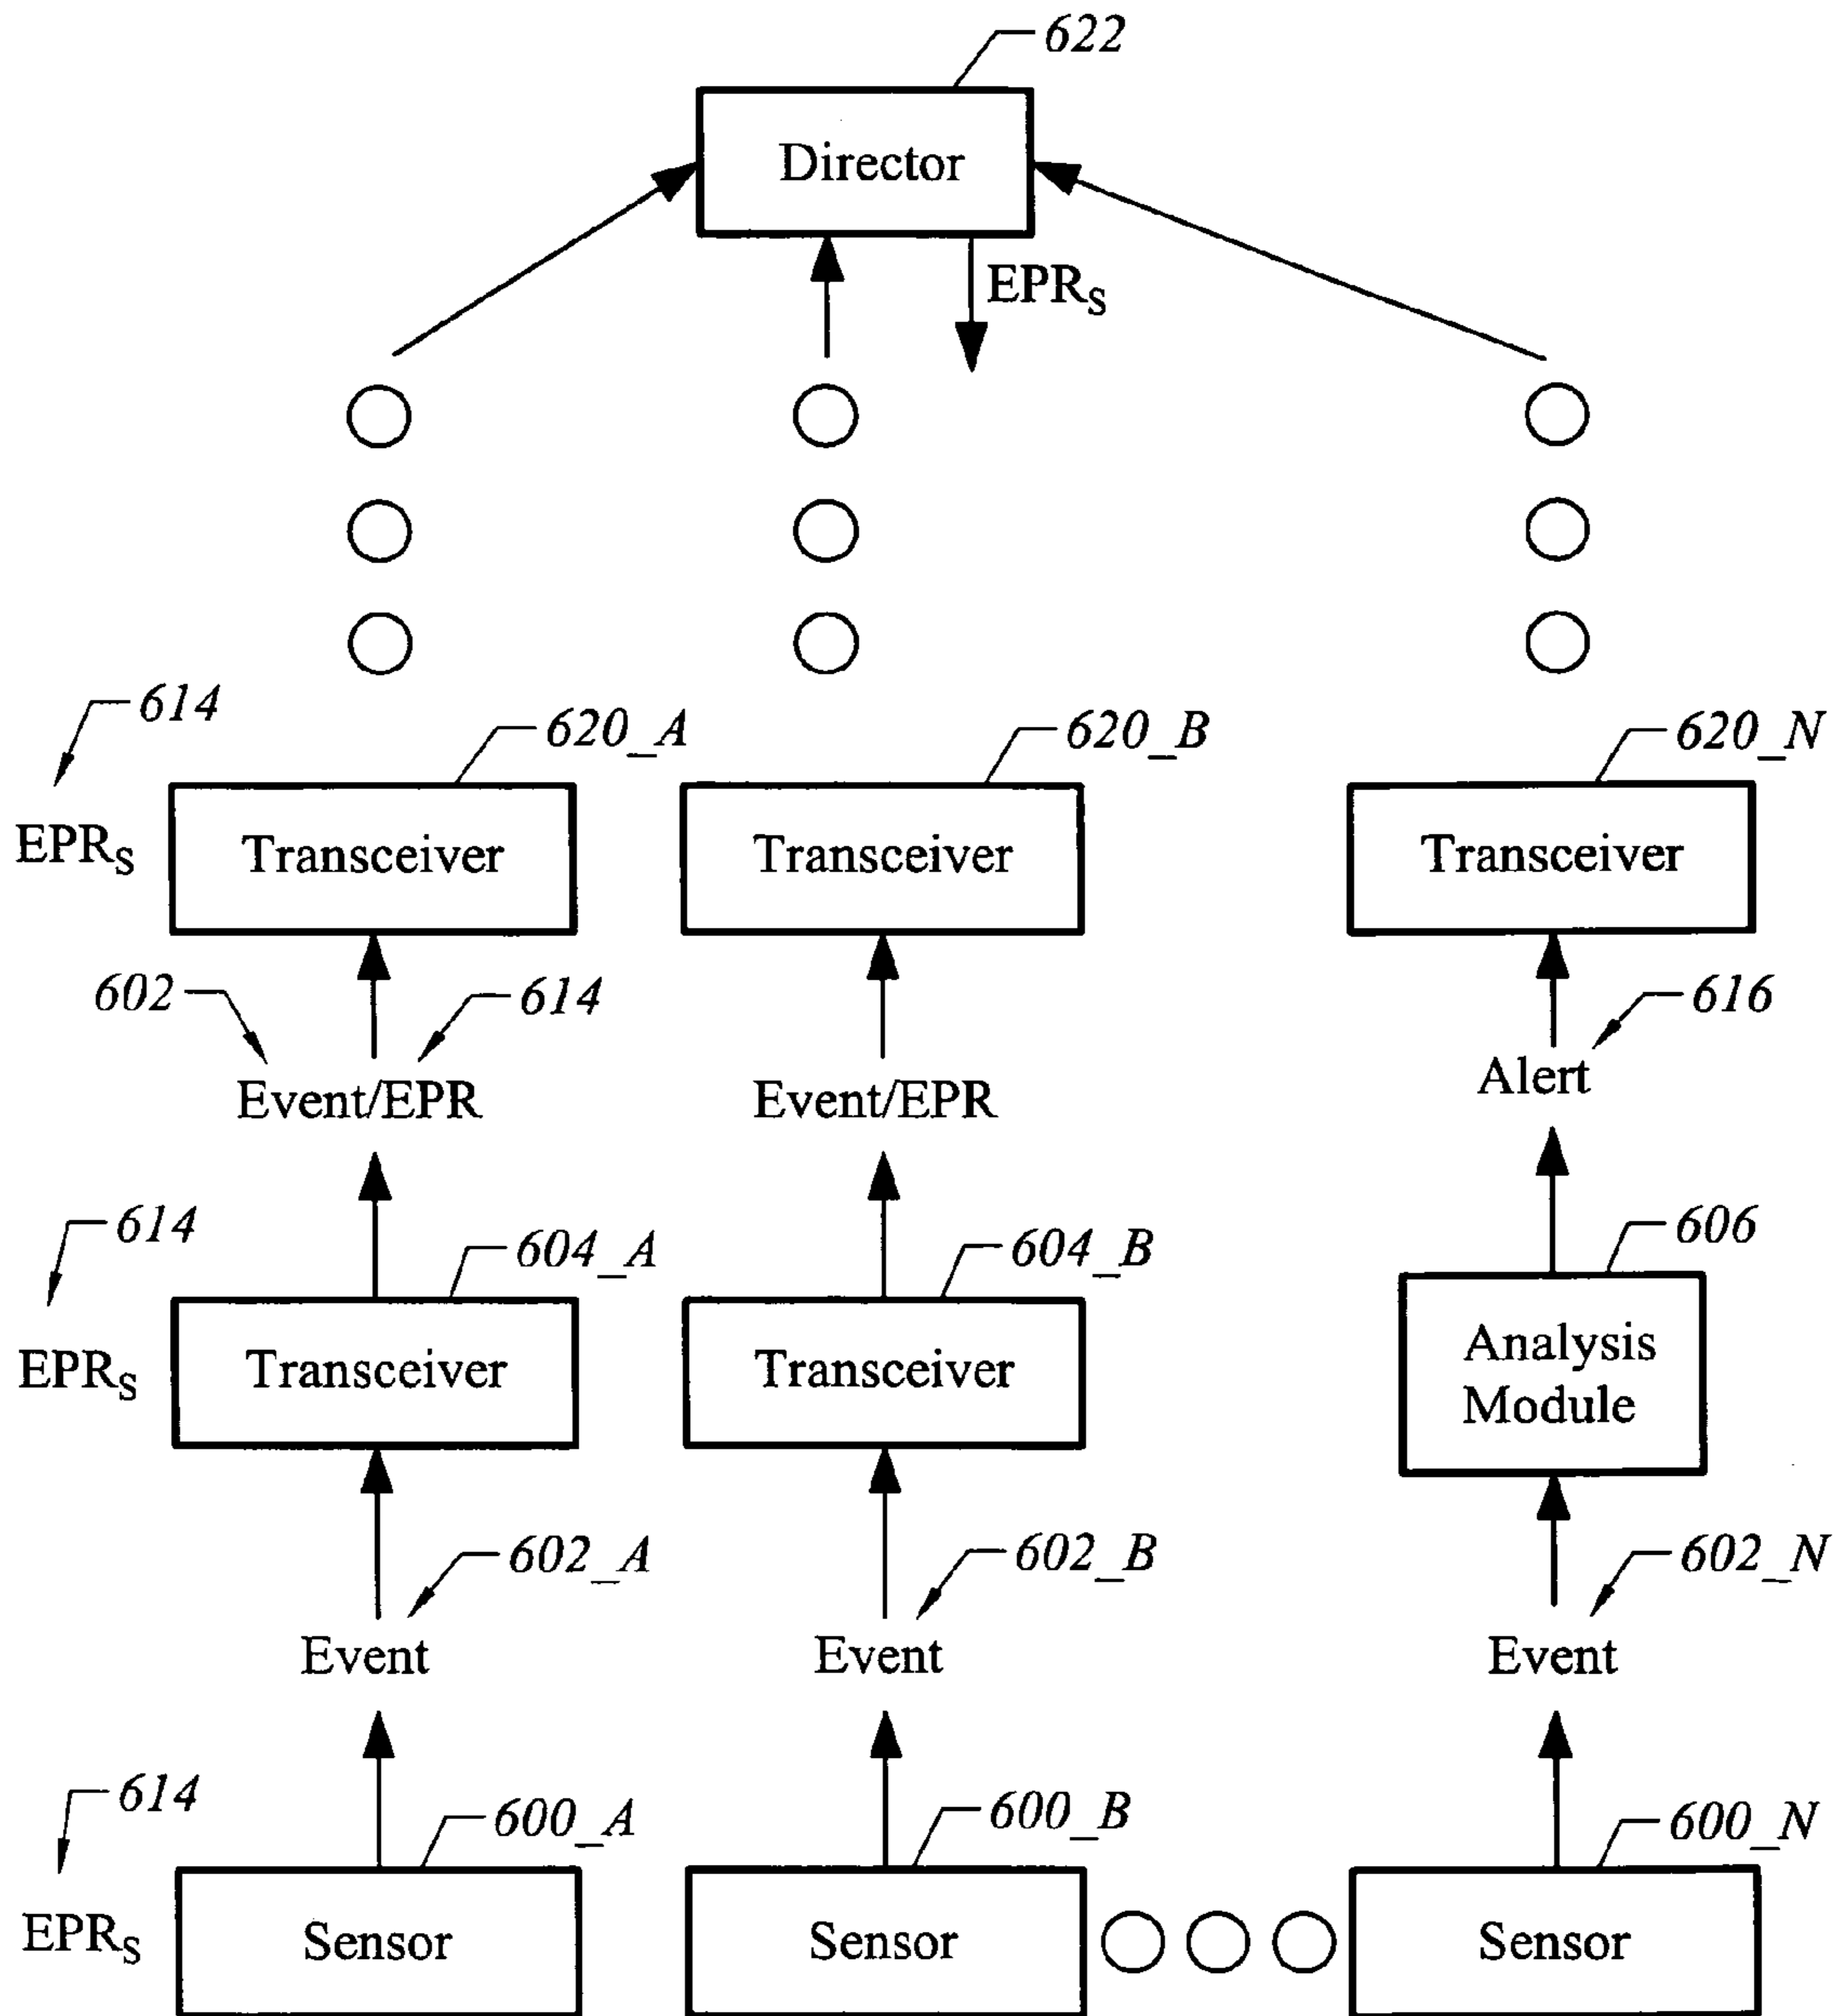 622
Director
EPRS
614
620_A
620_B
620_N
EPRS
Transceiver
Transceiver
Transceiver
602
614
616
Event/EPR
Event/EPR
Alert
614
604_A
604_B
606
EPRS
Transceiver
Transceiver
Analysis
Module
602_A
602_B
602_N
Event
Event
Event
614
600_A
600_B
600_N
EPRS
Sensor
Sensor
Sensor